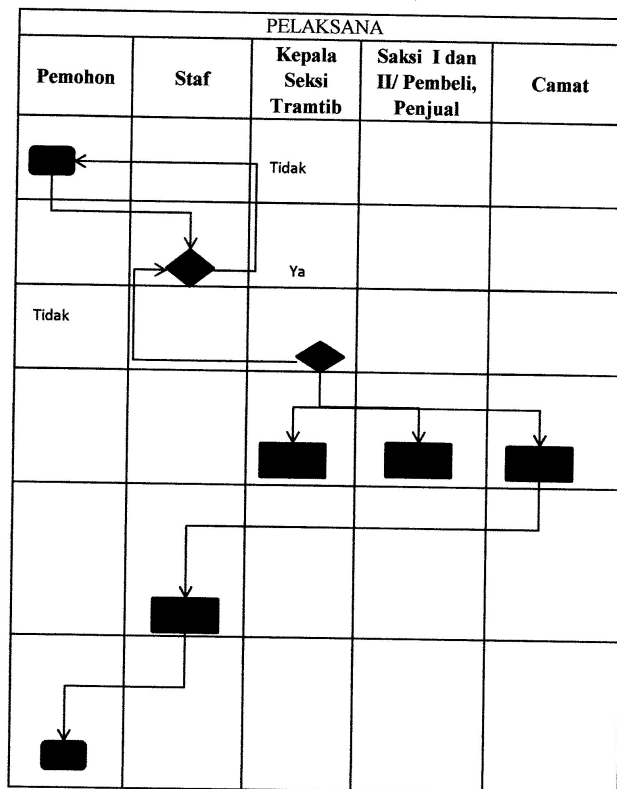 PELAKSANA
Pemohon
Staf
Kepala
Seksi
Tramtib
Saksi I dan
II/ Pembeli,
Penjual
Camat
Tidak
Ya
Tidak